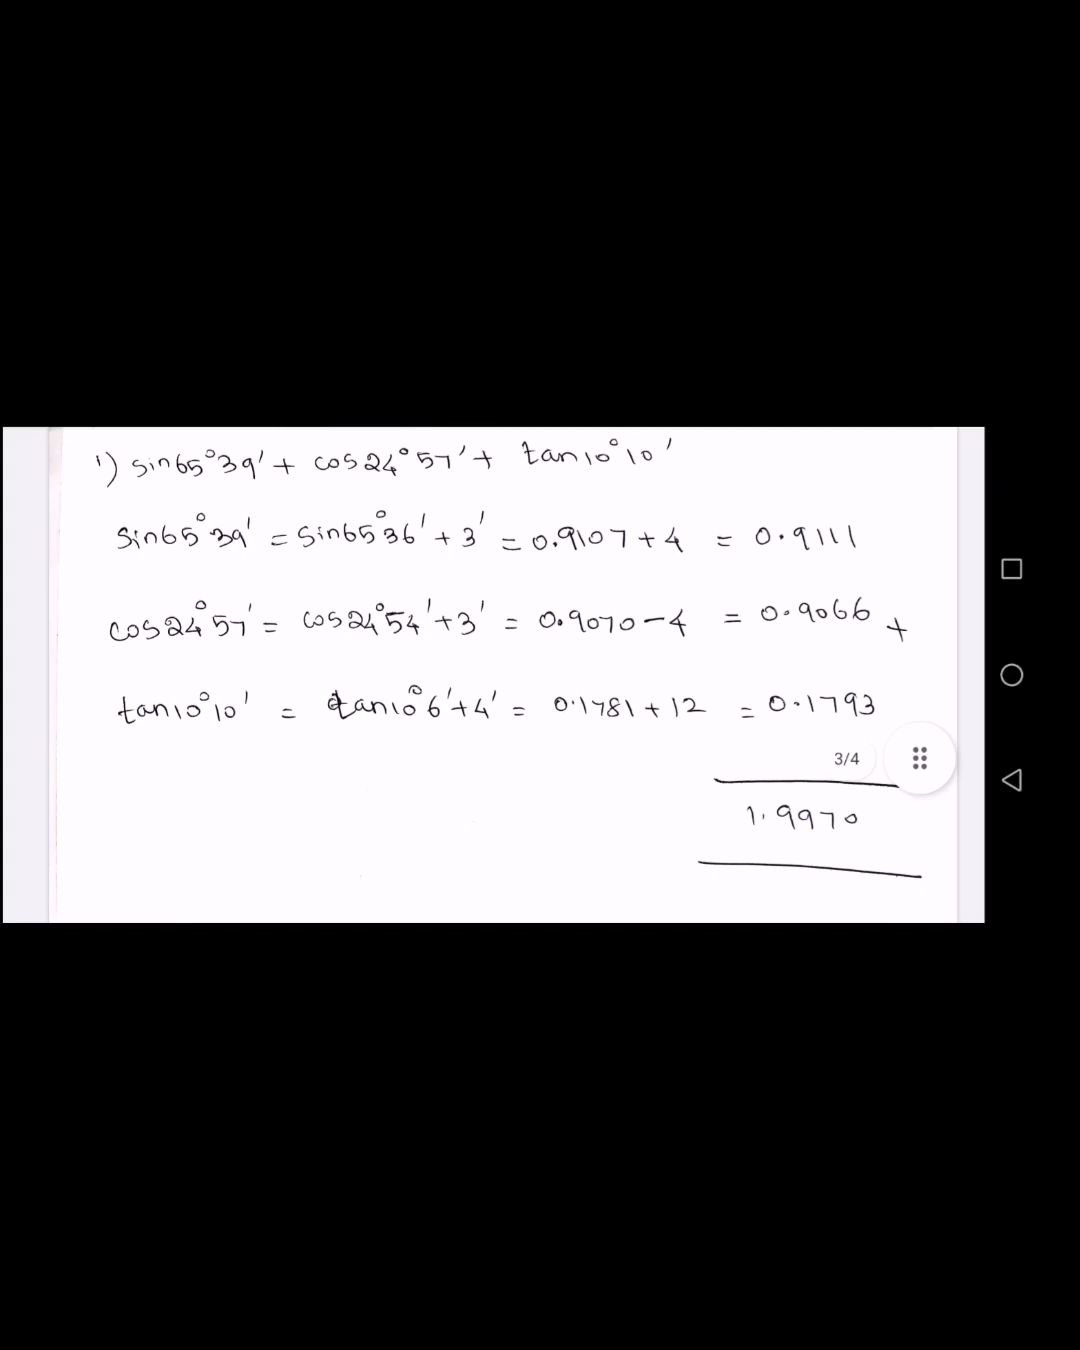 i) sin65°39' + cos24°57' + tan10°10'
sin65°39' = sin65°36' + 3' = 0.9107 + 4 = 0.9111
cos24°57' = cos24°54' + 3' = 0.9070 - 4 = 0.9066 +
tan10°10' = tan10°6' + 4' = 0.1781 + 12 = 0.1793
3/4
1.9970